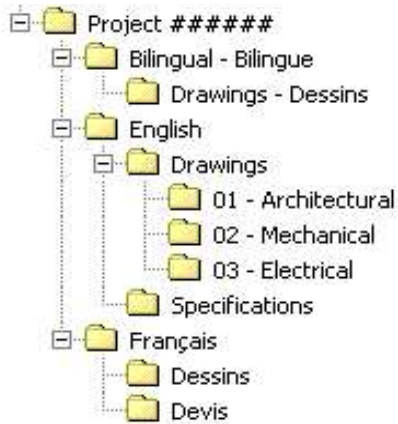 Project ######
Bilingual - Bilingue
Drawings - Dessins
English
Drawings
01 - Architectural
02 - Mechanical
03 - Electrical
Specifications
Français
Dessins
Devis